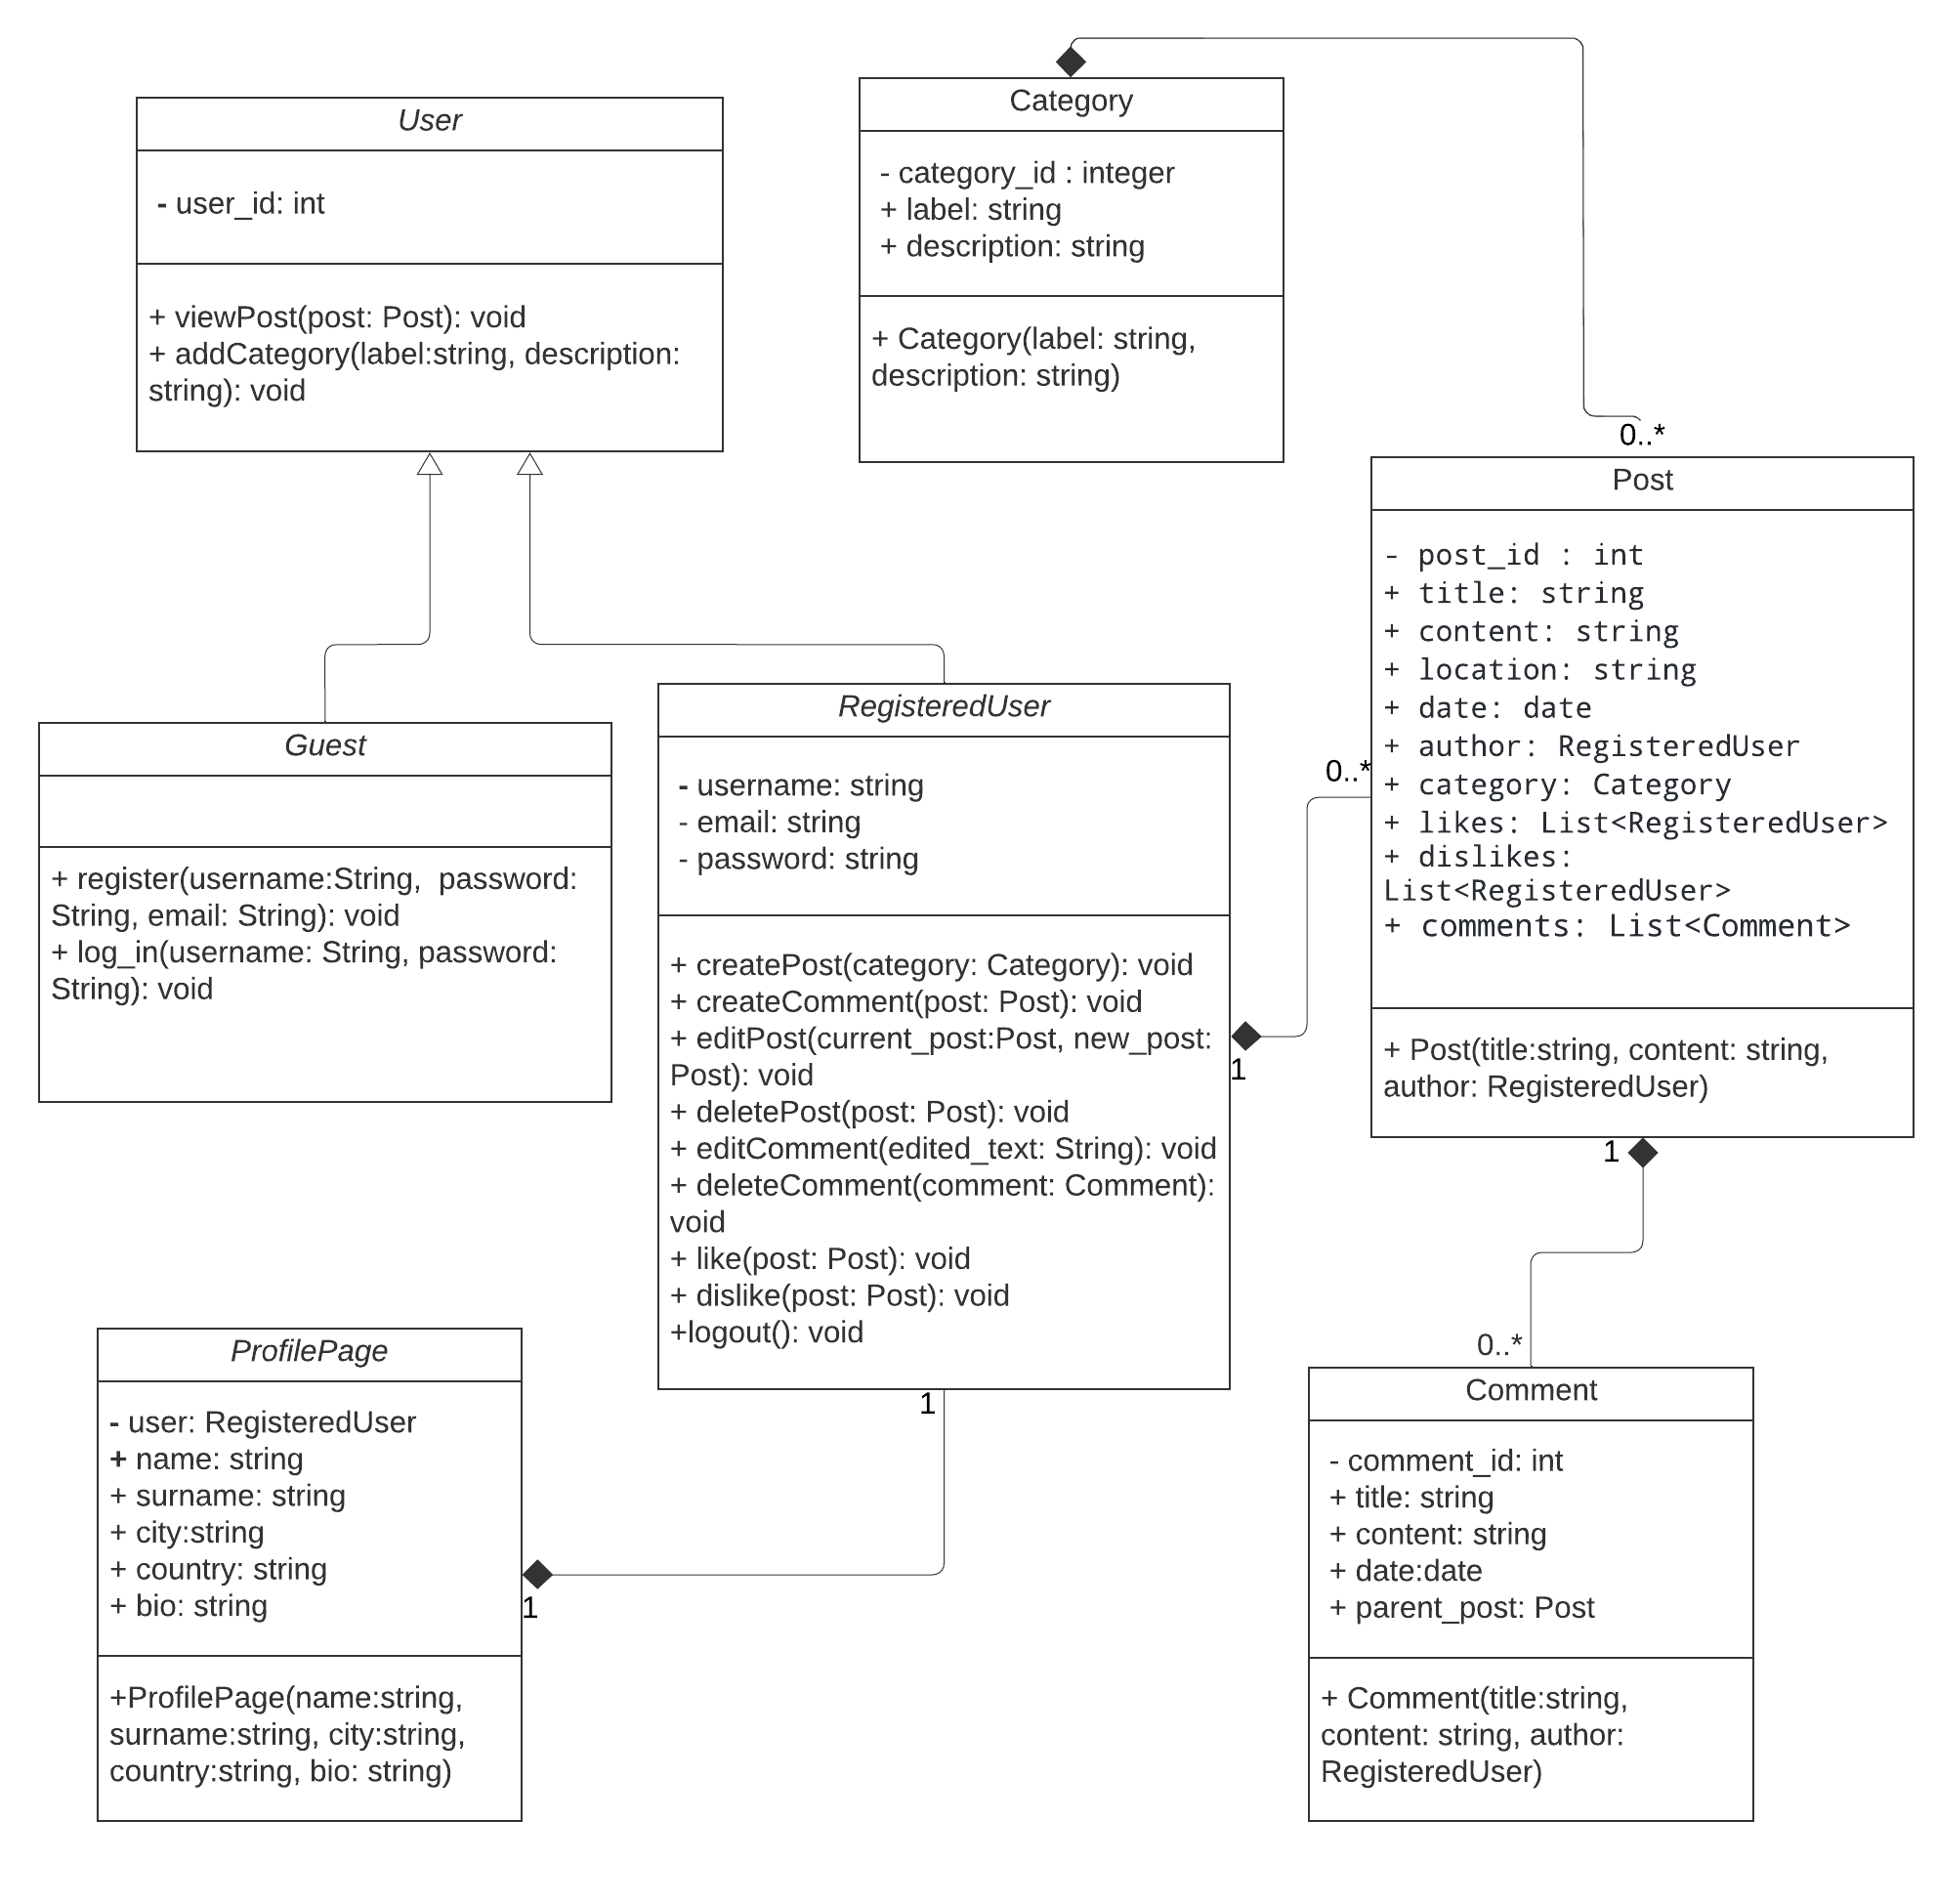 User
- user_id: int
+ viewPost(post: Post): void
+ addCategory(label:string, description:
string): void
Category
- category_id : integer
+ label: string
+ description: string
+ Category(label: string,
description: string)
0..*
Post
- post_id : int
+ title: string
+ content: string
+ location: string
+ date: date
+ author: RegisteredUser
+ category: Category
+ likes: List<RegisteredUser>
+ dislikes:
List<RegisteredUser>
+ comments: List<Comment>
+ Post(title:string, content: string,
author: RegisteredUser)
Guest
+ register(username:String,  password:
String, email: String): void
+ log_in(username: String, password:
String): void
RegisteredUser
- username: string
- email: string
- password: string
+ createPost(category: Category): void
+ createComment(post: Post): void
+ editPost(current_post:Post, new_post:
Post): void
+ deletePost(post: Post): void
+ editComment(edited_text: String): void
+ deleteComment(comment: Comment):
void
+ like(post: Post): void
+ dislike(post: Post): void
+logout(): void
0..*
1
1
0..*
1
1
ProfilePage
- user: RegisteredUser
+ name: string
+ surname: string
+ city:string
+ country: string
+ bio: string
+ProfilePage(name:string,
surname:string, city:string,
country:string, bio: string)
Comment
- comment_id: int
+ title: string
+ content: string
+ date:date
+ parent_post: Post
+ Comment(title:string,
content: string, author:
RegisteredUser)